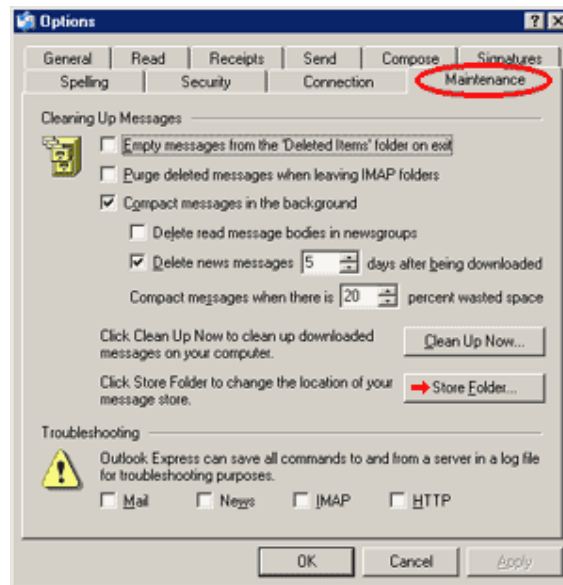 Options
General Read Receipts Send Compose Signatures
Spelling Security Connection Maintenance
Cleaning Up Messages
Empty messages from the 'Deleted Items' folder on exit
Purge deleted messages when leaving IMAP folders
Compact messages in the background
Delete read message bodies in newsgroups
Delete news messages 5 days after being downloaded
Compact messages when there is 20 percent wasted space
Click Clean Up Now to clean up downloaded
messages on your computer.
Clean Up Now...
Click Store Folder to change the location of your
message store.
Store Folder...
Troubleshooting
Outlook Express can save all commands to and from a server in a log file
for troubleshooting purposes.
Mail News IMAP HTTP
OK Cancel Apply